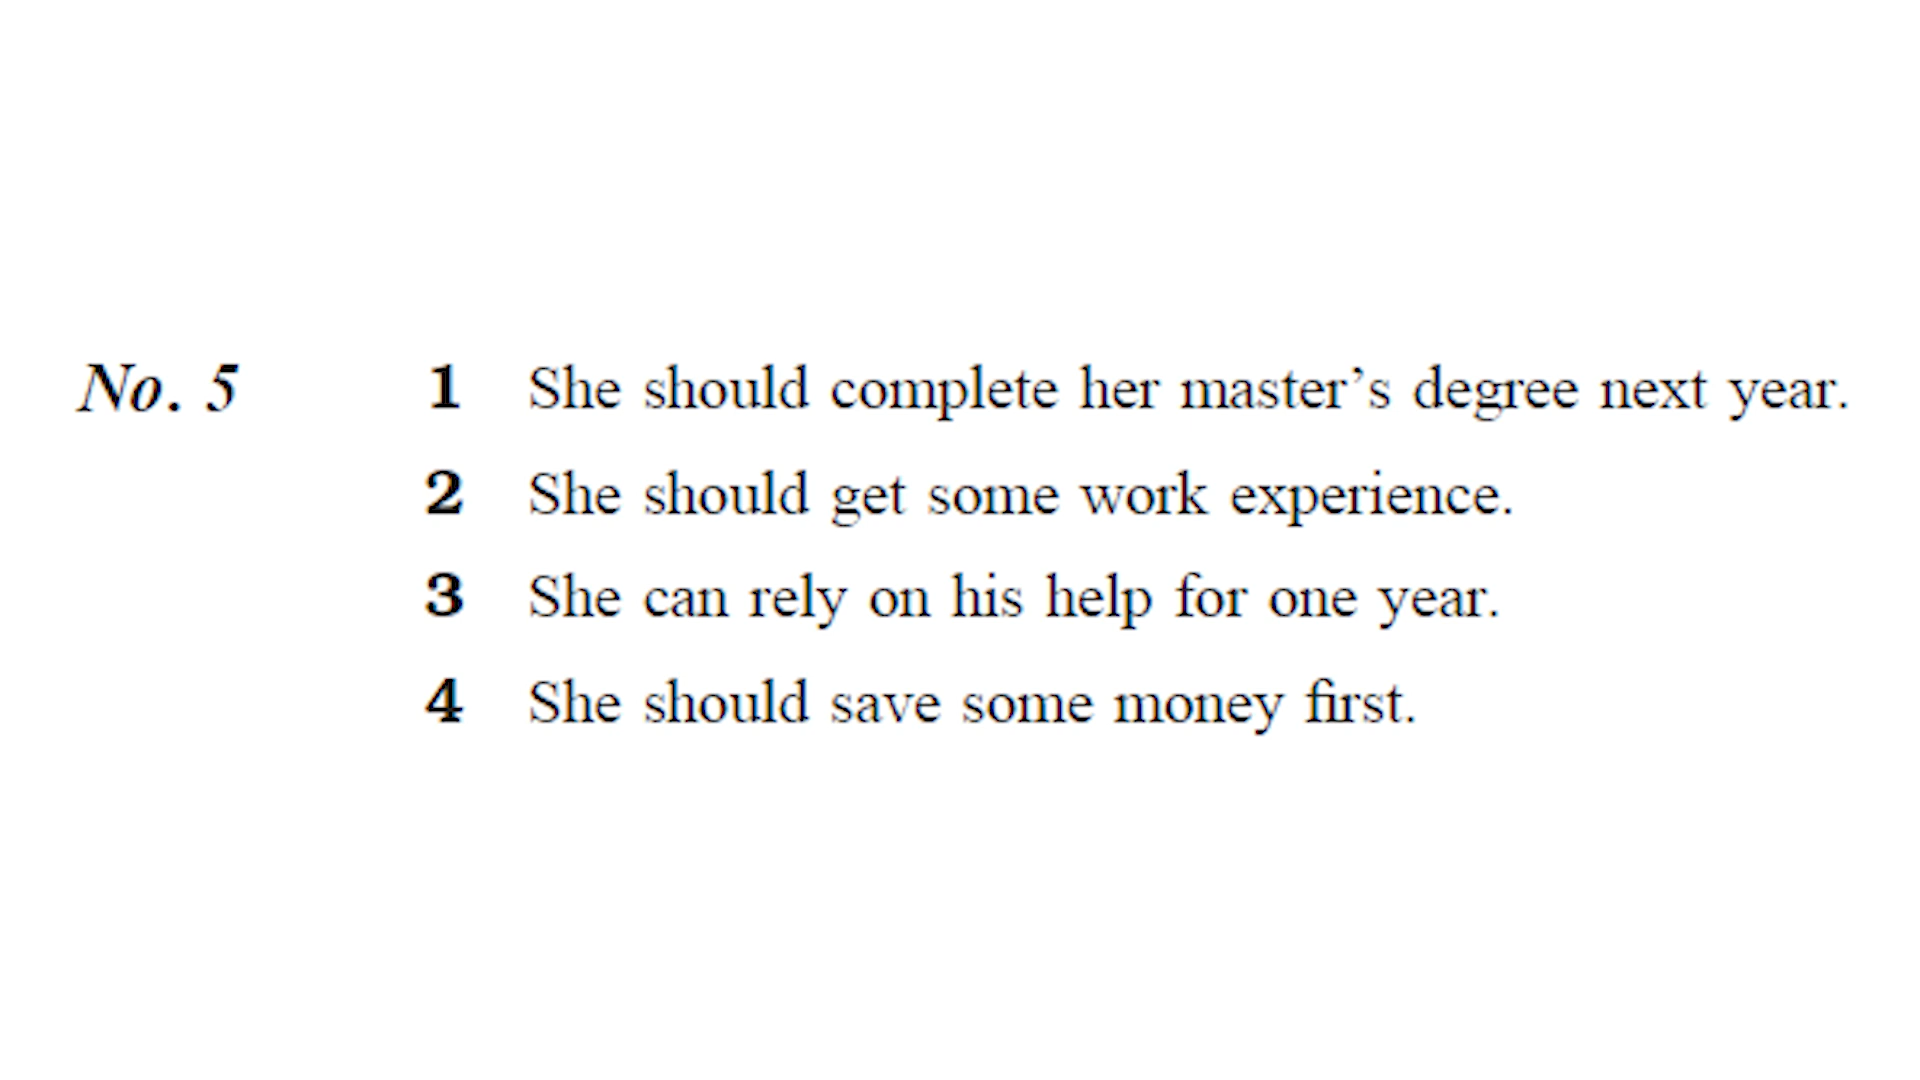 No. 5 1 She should complete her master’s degree next year.
2 She should get some work experience.
3 She can rely on his help for one year.
4 She should save some money first.